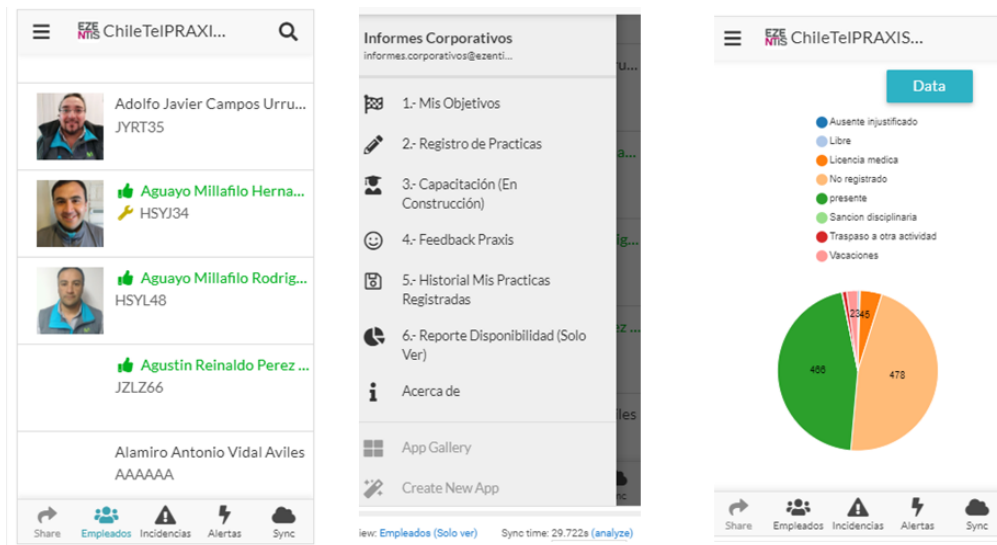 EZE
NTIS ChileTelPRAXI...
Adolfo Javier Campos Urru...
JYRT35
Aguayo Millafilo Herna...
HSYJ34
Aguayo Millafilo Rodrig...
HSYL48
Agustin Reinaldo Perez ...
JZLZ66
Alamiro Antonio Vidal Aviles
AAAAAA
Share Empleados Incidencias Alertas Sync
Informes Corporativos
informes.corporativos@ezenti...
1.- Mis Objetivos
2.- Registro de Practicas
3.- Capacitación (En
Construcción)
4.- Feedback Praxis
5.- Historial Mis Practicas
Registradas
6.- Reporte Disponibilidad (Solo
Ver)
Acerca de
App Gallery
Create New App
iew: Empleados (Solo ver) Sync time: 29.722s (analyze)
EZE
NTIS ChileTelPRAXIS...
Data
Ausente injustificado
Libre
Licencia medica
No registrado
presente
Sancion disciplinaria
Traspaso a otra actividad
Vacaciones
478
Share Empleados Incidencias Alertas Sync